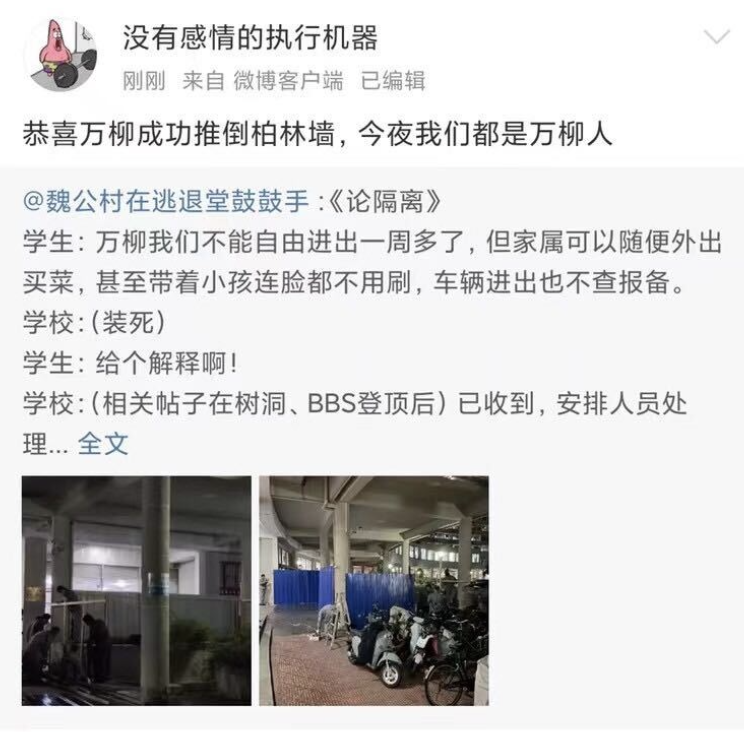 没有感情的执行机器
刚刚 来自 微博客户端 已编辑
恭喜万柳成功推倒柏林墙，今夜我们都是万柳人
@魏公村在逃退堂鼓鼓手：《论隔离》
学生：万柳我们不能自由进出一周多了，但家属可以随便外出
买菜，甚至带着小孩连脸都不用刷，车辆进出也不查报备。
学校：（装死）
学生：给个解释啊！
学校：（相关帖子在树洞、BBS登顶后）已收到，安排人员处
理... 全文